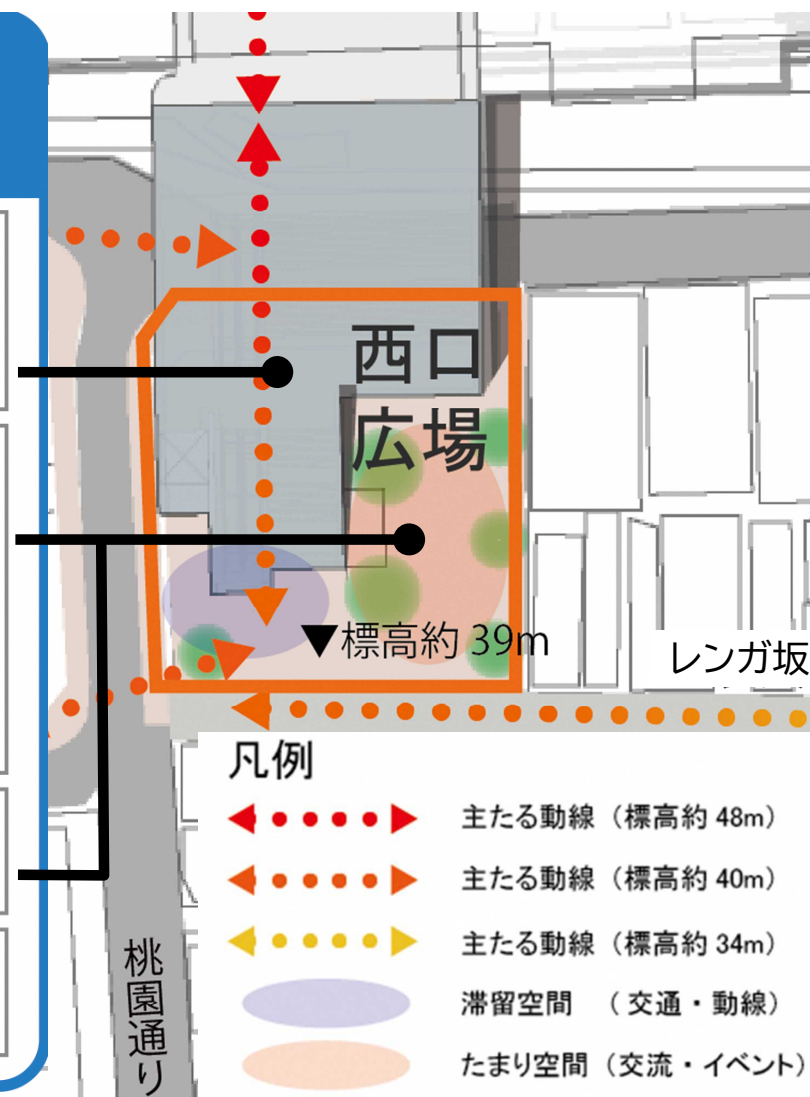 西口
広場
▼標高約 39m
レンガ坂
凡例
主たる動線（標高約 48m）
主たる動線（標高約 40m）
主たる動線（標高約 34m）
滞留空間 （交通・動線）
たまり空間（交流・イベント）
桃園通り